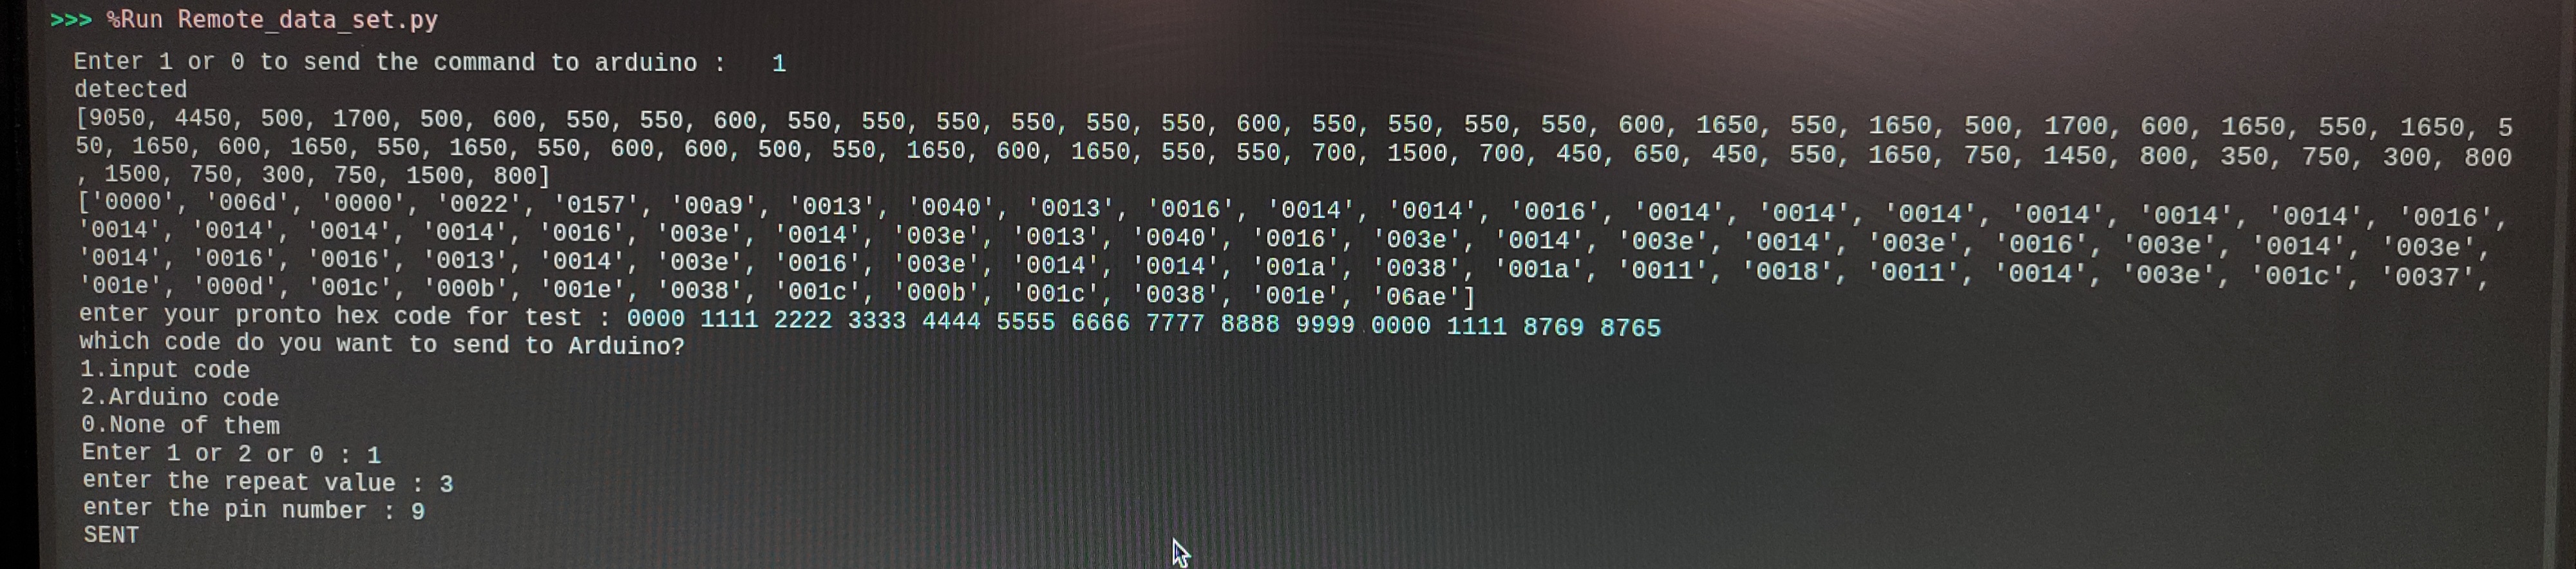 >>> %Run Remote_data_set.py
Enter 1 or 0 to send the command to arduino :   1
detected
[9050, 4450, 500, 1700, 500, 600, 550, 550, 600, 550, 550, 550, 550, 550, 550, 600, 550, 550, 550, 550, 600, 1650, 550, 1650, 500, 1700, 600, 1650, 550, 1650, 5
50, 1650, 600, 1650, 550, 1650, 550, 600, 600, 500, 550, 1650, 600, 1650, 550, 550, 700, 1500, 700, 450, 650, 450, 550, 1650, 750, 1450, 800, 350, 750, 300, 800
, 1500, 750, 300, 750, 1500, 800]
['0000', '006d', '0000', '0022', '0157', '00a9', '0013', '0040', '0013', '0016', '0014', '0014', '0016', '0014', '0014', '0014', '0014', '0014', '0014', '0016',
'0014', '0014', '0014', '0014', '0016', '003e', '0014', '003e', '0013', '0040', '0016', '003e', '0014', '003e', '0014', '003e', '0016', '003e', '0014', '003e',
'0014', '0016', '0016', '0013', '0014', '003e', '0016', '003e', '0014', '0014', '001a', '0038', '001a', '0011', '0018', '0011', '0014', '003e', '001c', '0037',
'001e', '000d', '001c', '000b', '001e', '0038', '001c', '000b', '001c', '0038', '001e', '06ae']
enter your pronto hex code for test : 0000 1111 2222 3333 4444 5555 6666 7777 8888 9999 0000 1111 8769 8765
which code do you want to send to Arduino?
1.input code
2.Arduino code
0.None of them
Enter 1 or 2 or 0 : 1
enter the repeat value : 3
enter the pin number : 9
SENT